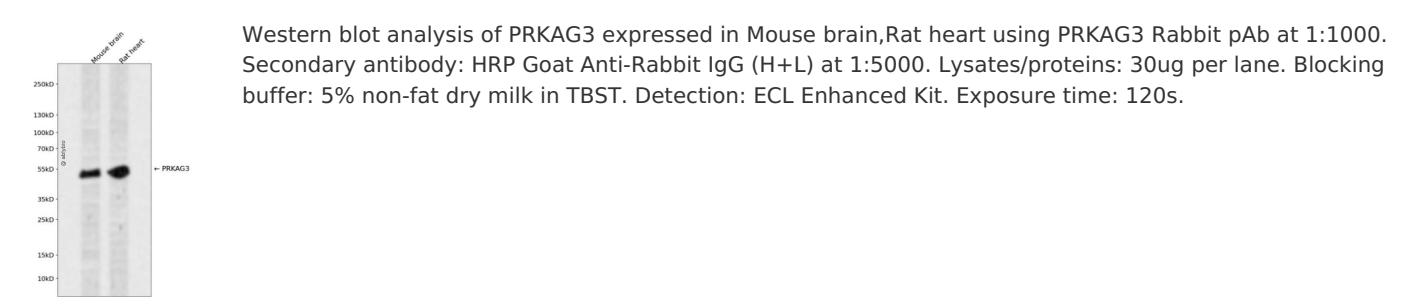 Mouse brain
Rat heart
250kD
130kD
100kD
70kD
55kD
35kD
25kD
15kD
10kD
← PRKAG3
Western blot analysis of PRKAG3 expressed in Mouse brain,Rat heart using PRKAG3 Rabbit pAb at 1:1000.
Secondary antibody: HRP Goat Anti-Rabbit IgG (H+L) at 1:5000. Lysates/proteins: 30ug per lane. Blocking
buffer: 5% non-fat dry milk in TBST. Detection: ECL Enhanced Kit. Exposure time: 120s.